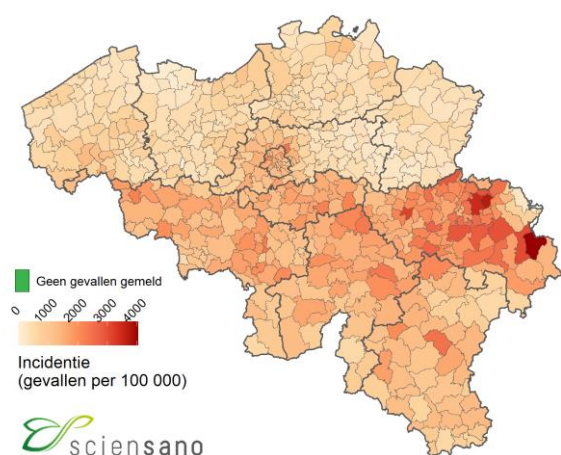 Geen gevallen gemeld
0 1000 2000 3000 4000
Incidentie
(gevallen per 100 000)
sciensano